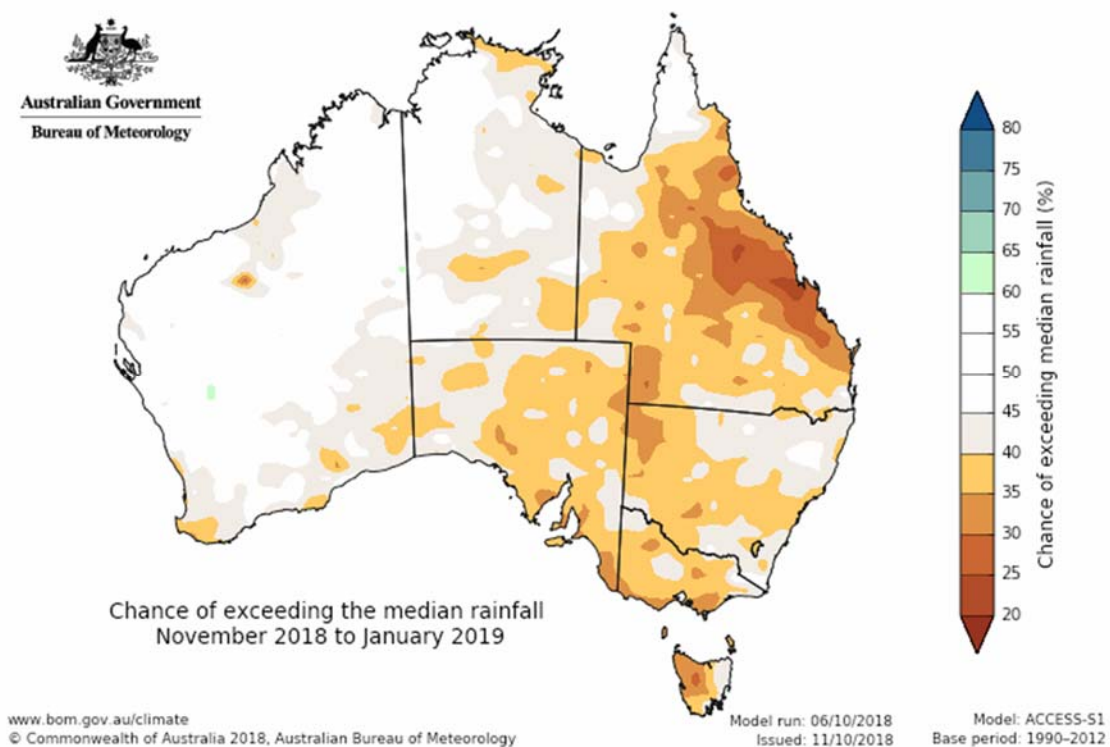 Australian Government
Bureau of Meteorology
80
75
70
65
60
55
50
45
40
35
30
25
20
Chance of exceeding median rainfall (%)
Chance of exceeding the median rainfall
November 2018 to January 2019
www.bom.gov.au/climate
© Commonwealth of Australia 2018, Australian Bureau of Meteorology
Model run: 06/10/2018
Issued: 11/10/2018
Model: ACCESS-S1
Base period: 1990–2012